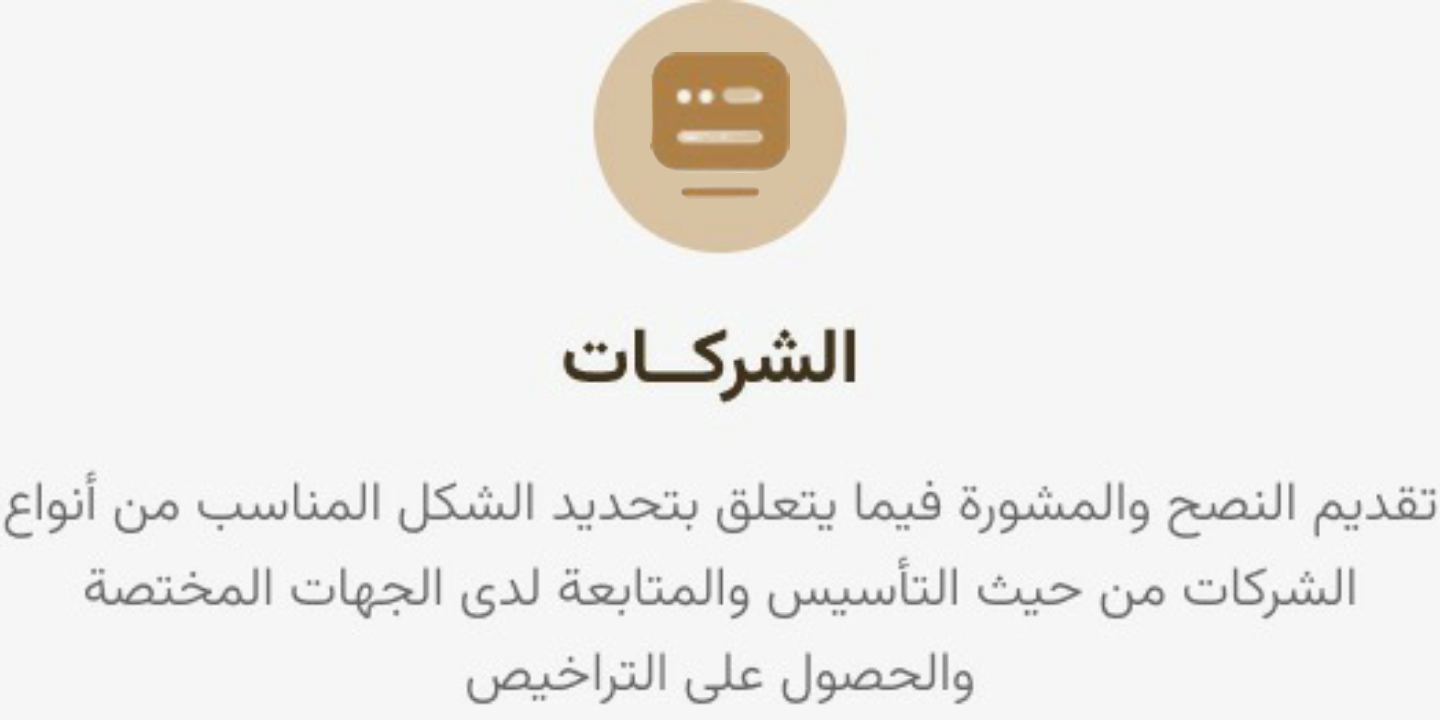 الشركــات
تقديم النصح والمشورة فيما يتعلق بتحديد الشكل المناسب من أنواع
الشركات من حيث التأسيس والمتابعة لدى الجهات المختصة
والحصول على التراخيص